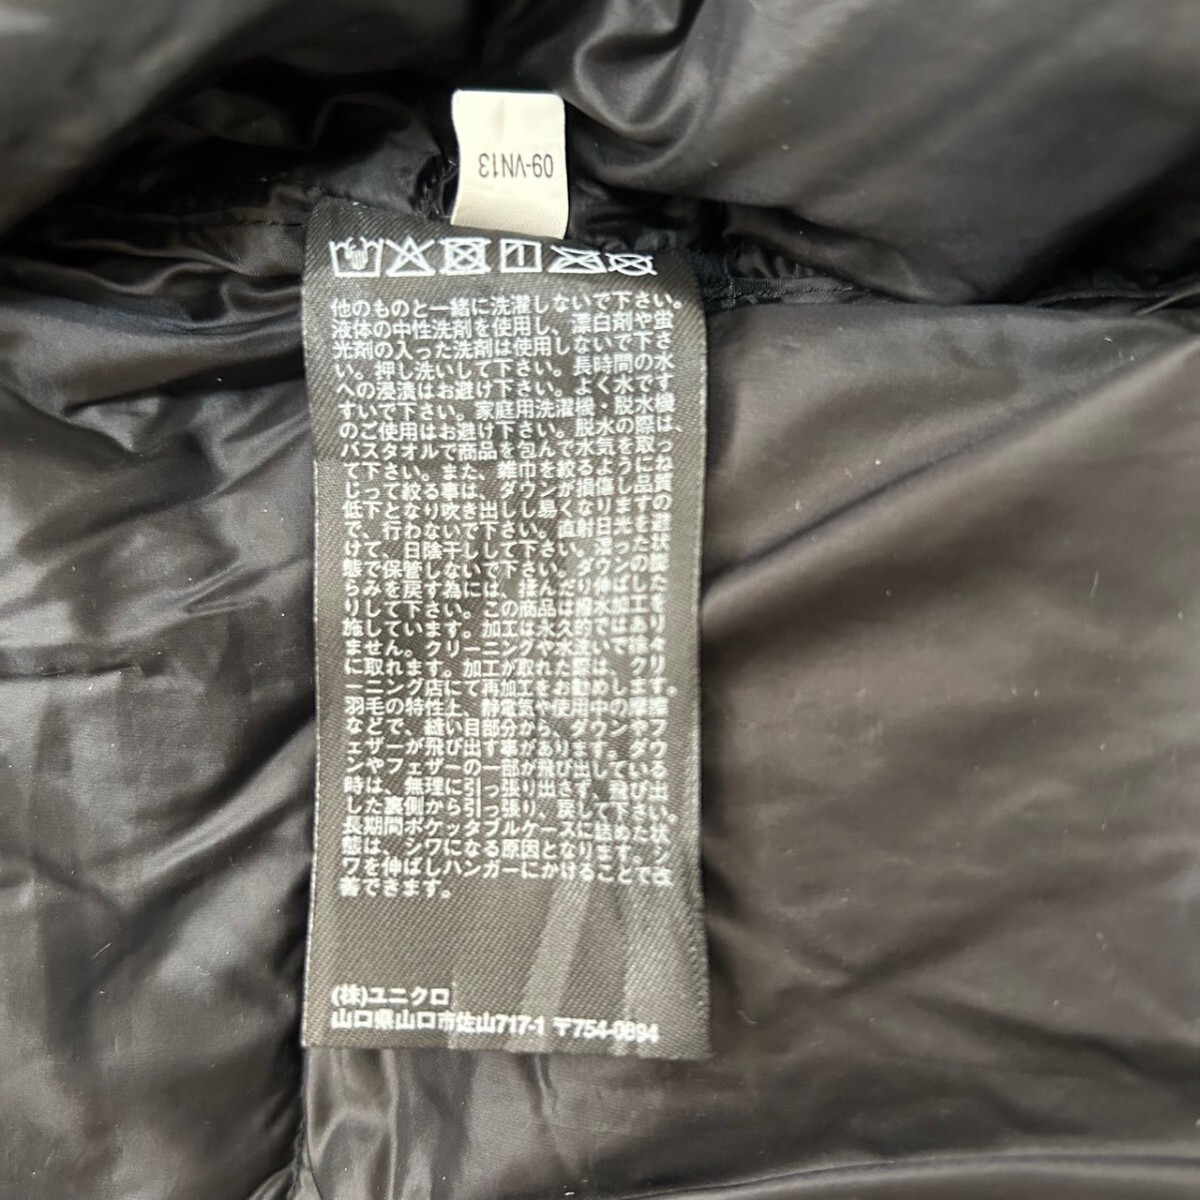 09-VN13
他のものと一緒に洗濯しないで下さい。
液体の中性洗剤を使用し、漂白剤や蛍
光剤の入った洗剤は使用しないで下さ
い。押し洗いして下さい。長時間の水
への浸漬はお避け下さい。よく水です
すいで下さい。家庭用洗濯機・脱水機
のご使用はお避け下さい。脱水の際は、
バスタオルで商品を包んで水気を取っ
て下さい。また、雑巾を絞るようにね
じって絞る事は、ダウンが損傷し品質
低下となり吹き出しし易くなりますの
で、行わないで下さい。直射日光を避
けて、日陰干しして下さい。湿った状
態で保管しないで下さい。ダウンの膨
らみを戻す為には、揉んだり伸ばした
りして下さい。この商品は撥水加工を
施しています。加工は永久的ではあり
ません。クリーニングや水洗いで徐々
に取れます。加工が取れた際は、クリ
ーニング店にて再加工をお勧めします。
羽毛の特性上、静電気や使用中の摩擦
などで、縫い目部分から、ダウンやフ
ェザーが飛び出す事があります。ダウ
ンやフェザーの一部が飛び出している
時は、無理に引っ張り出さず、飛び出
した裏側から引っ張り、戻して下さい。
長期間ポケッタブルケースに詰めた状
態は、シワになる原因となります。シ
ワを伸ばしハンガーにかけることで改
善できます。
(株)ユニクロ
山口県山口市佐山717-1 〒754-0894